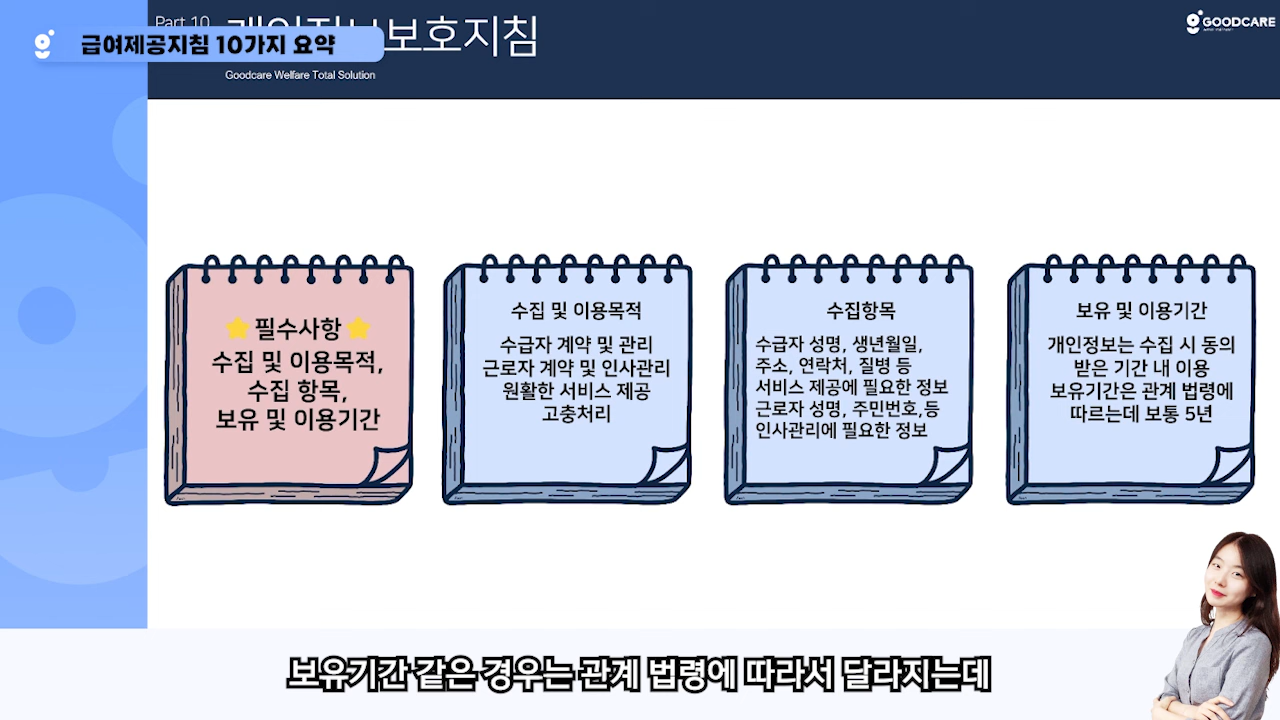 Part 10
보호지침
급여제공지침 10가지 요약
Goodcare Welfare Total Solution
GOODCARE
필수사항
수집 및 이용목적,
수집 항목,
보유 및 이용기간
수집 및 이용목적
수급자 계약 및 관리
근로자 계약 및 인사관리
원활한 서비스 제공
고충처리
수집항목
수급자 성명, 생년월일,
주소, 연락처, 질병 등
서비스 제공에 필요한 정보
근로자 성명, 주민번호,등
인사관리에 필요한 정보
보유 및 이용기간
개인정보는 수집 시 동의
받은 기간 내 이용
보유기간은 관계 법령에
따르는데 보통 5년
보유기간 같은 경우는 관계 법령에 따라서 달라지는데